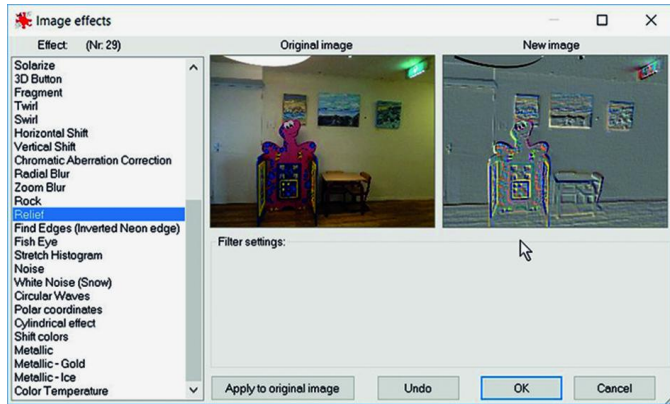 Image effects
Effect: (Nr: 29)
Original image
New image
Solarize
3D Button
Fragment
Twirl
Swirl
Horizontal Shift
Vertical Shift
Chromatic Aberration Correction
Radial Blur
Zoom Blur
Rock
Relief
Find Edges (Inverted Neon edge)
Fish Eye
Stretch Histogram
Noise
White Noise (Snow)
Circular Waves
Polar coordinates
Cylindrical effect
Shift colors
Metallic
Metallic - Gold
Metallic - Ice
Color Temperature
Filter settings:
Apply to original image
Undo
OK
Cancel